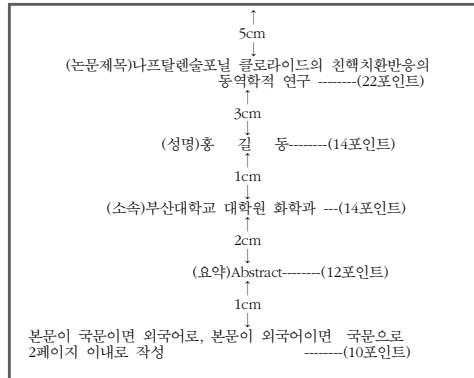 ↑
5cm
↓
(논문제목)나프탈렌술포닐 클로라이드의 친핵치환반응의
동역학적 연구 --------(22포인트)
↑
3cm
↓
(성명)홍 길 동--------(14포인트)
↑
1cm
↓
(소속)부산대학교 대학원 화학과 ---(14포인트)
↑
2cm
↓
(요약)Abstract-------(12포인트)
↑
1cm
↓
본문이 국문이면 외국어로, 본문이 외국어이면 국문으로
2페이지 이내로 작성 --------(10포인트)